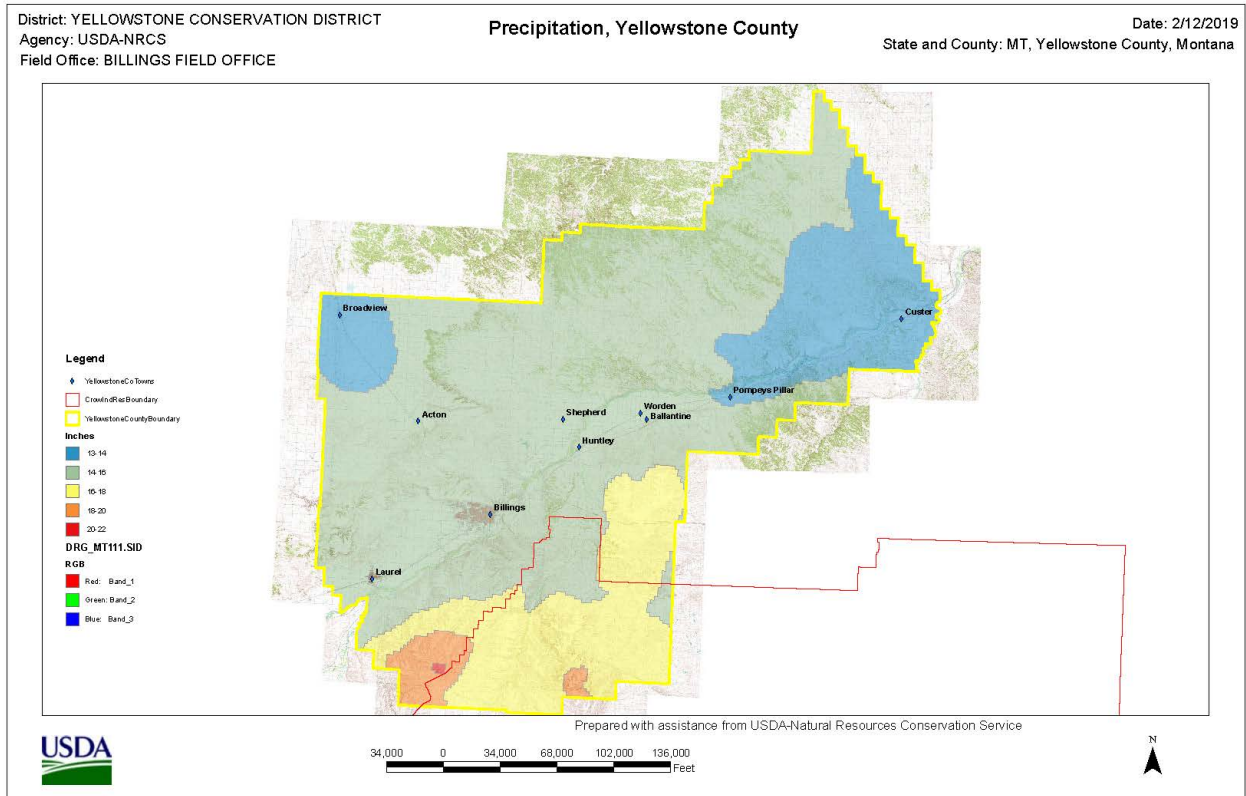 District: YELLOWSTONE CONSERVATION DISTRICT
Agency: USDA-NRCS
Field Office: BILLINGS FIELD OFFICE
Precipitation, Yellowstone County
Date: 2/12/2019
State and County: MT, Yellowstone County, Montana
Broadview
Custer
Pompeys Pillar
Acton
Shepherd
Worden
Ballantine
Huntley
Billings
Laurel
Legend
YellowstoneCoTowns
CrowIndResBoundary
YellowstoneCountyBoundary
Inches
13-14
14-16
16-18
18-20
20-22
DRG_MT111.SID
RGB
Red: Band_1
Green: Band_2
Blue: Band_3
Prepared with assistance from USDA-Natural Resources Conservation Service
USDA
34,000 0 34,000 68,000 102,000 136,000
Feet
N